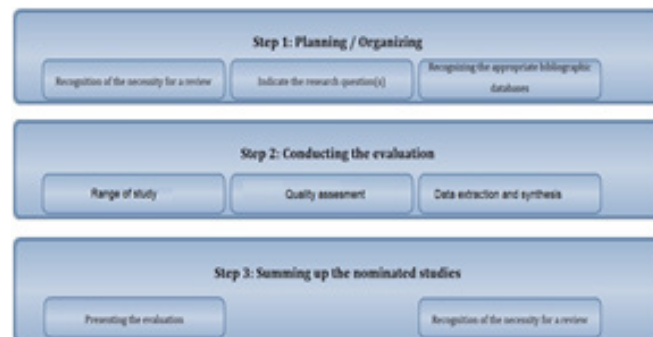 Step 1: Planning / Organizing
Recognition of the necessity for a review
Indicate the research question(s)
Recognizing the appropriate bibliographic
databases
Step 2: Conducting the evaluation
Range of study
Quality assesment
Data extraction and synthesis
Step 3: Summing up the nominated studies
Presenting the evaluation
Recognition of the necessity for a review